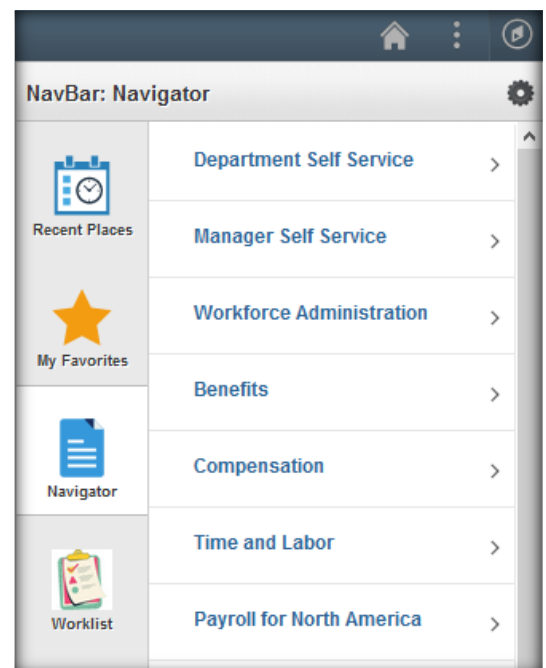 NavBar: Navigator
Recent Places
My Favorites
Navigator
Worklist
Department Self Service
Manager Self Service
Workforce Administration
Benefits
Compensation
Time and Labor
Payroll for North America